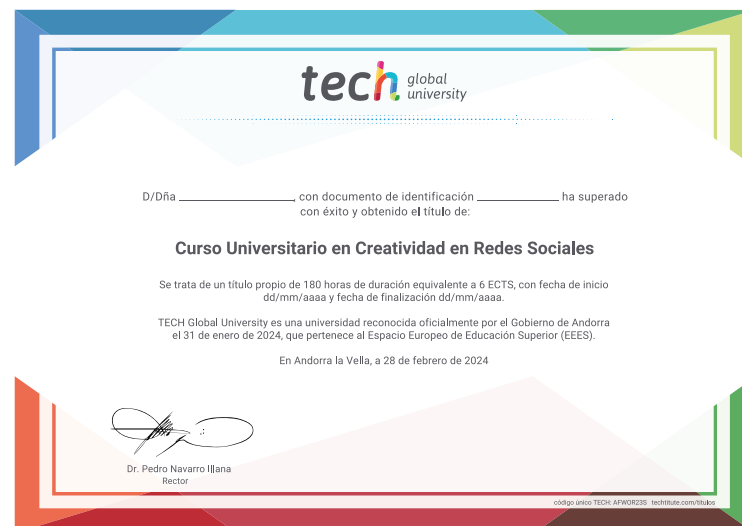 tech global university
D/Dña ____________, con documento de identificación ____________ ha superado
con éxito y obtenido el título de:
Curso Universitario en Creatividad en Redes Sociales
Se trata de un título propio de 180 horas de duración equivalente a 6 ECTS, con fecha de inicio
dd/mm/aaaa y fecha de finalización dd/mm/aaaa.
TECH Global University es una universidad reconocida oficialmente por el Gobierno de Andorra
el 31 de enero de 2024, que pertenece al Espacio Europeo de Educación Superior (EEES).
En Andorra la Vella, a 28 de febrero de 2024
Dr. Pedro Navarro Illana
Rector
código único TECH: AFWOR23S techtitute.com/titulos